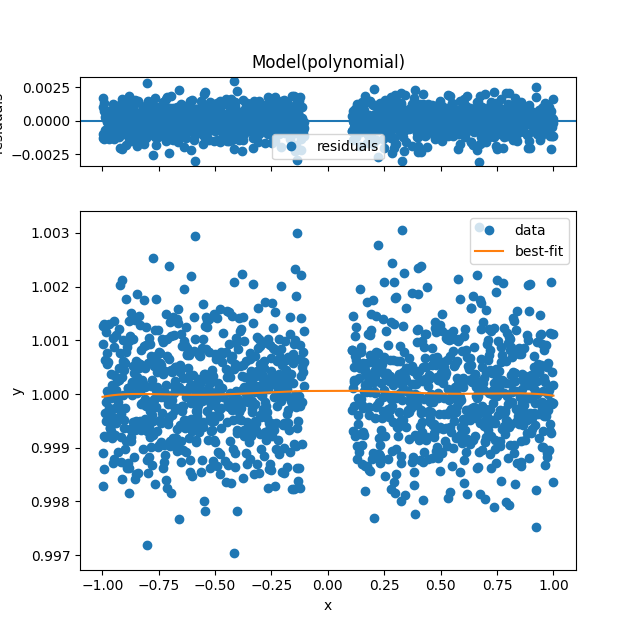 Model(polynomial)
0.0025
0.0000
−0.0025
residuals
residuals
1.003
1.002
1.001
1.000
0.999
0.998
0.997
y
data
best-fit
−1.00 −0.75 −0.50 −0.25 0.00 0.25 0.50 0.75 1.00
x